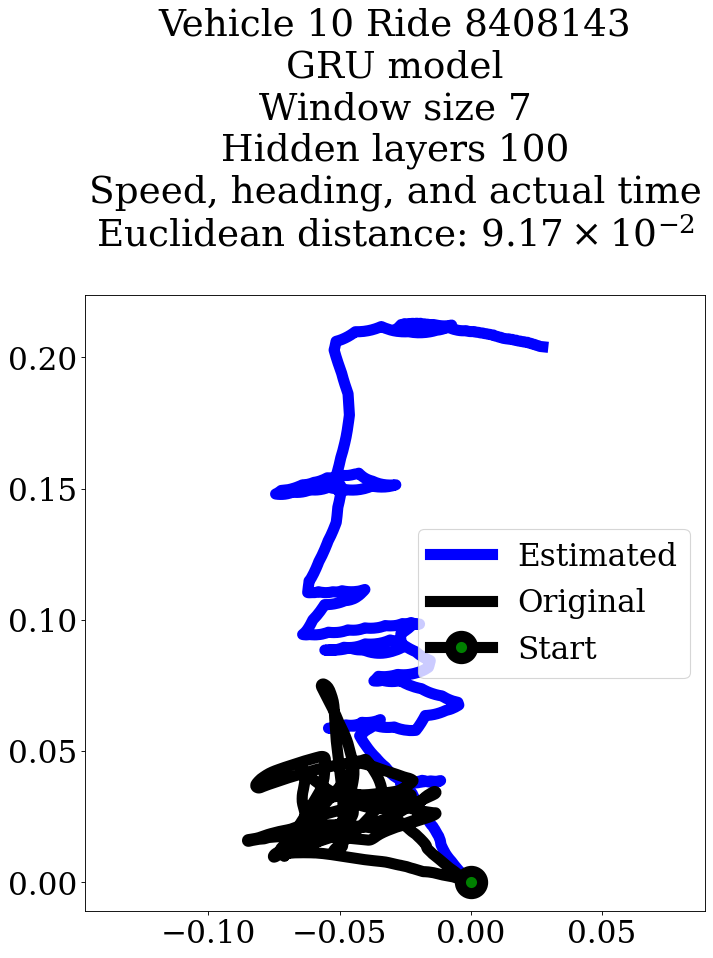 Vehicle 10 Ride 8408143
GRU model
Window size 7
Hidden layers 100
Speed, heading, and actual time
Euclidean distance: 9.17 × 10⁻²
0.20
0.15
0.10
0.05
0.00
Estimated
Original
Start
−0.10
−0.05
0.00
0.05